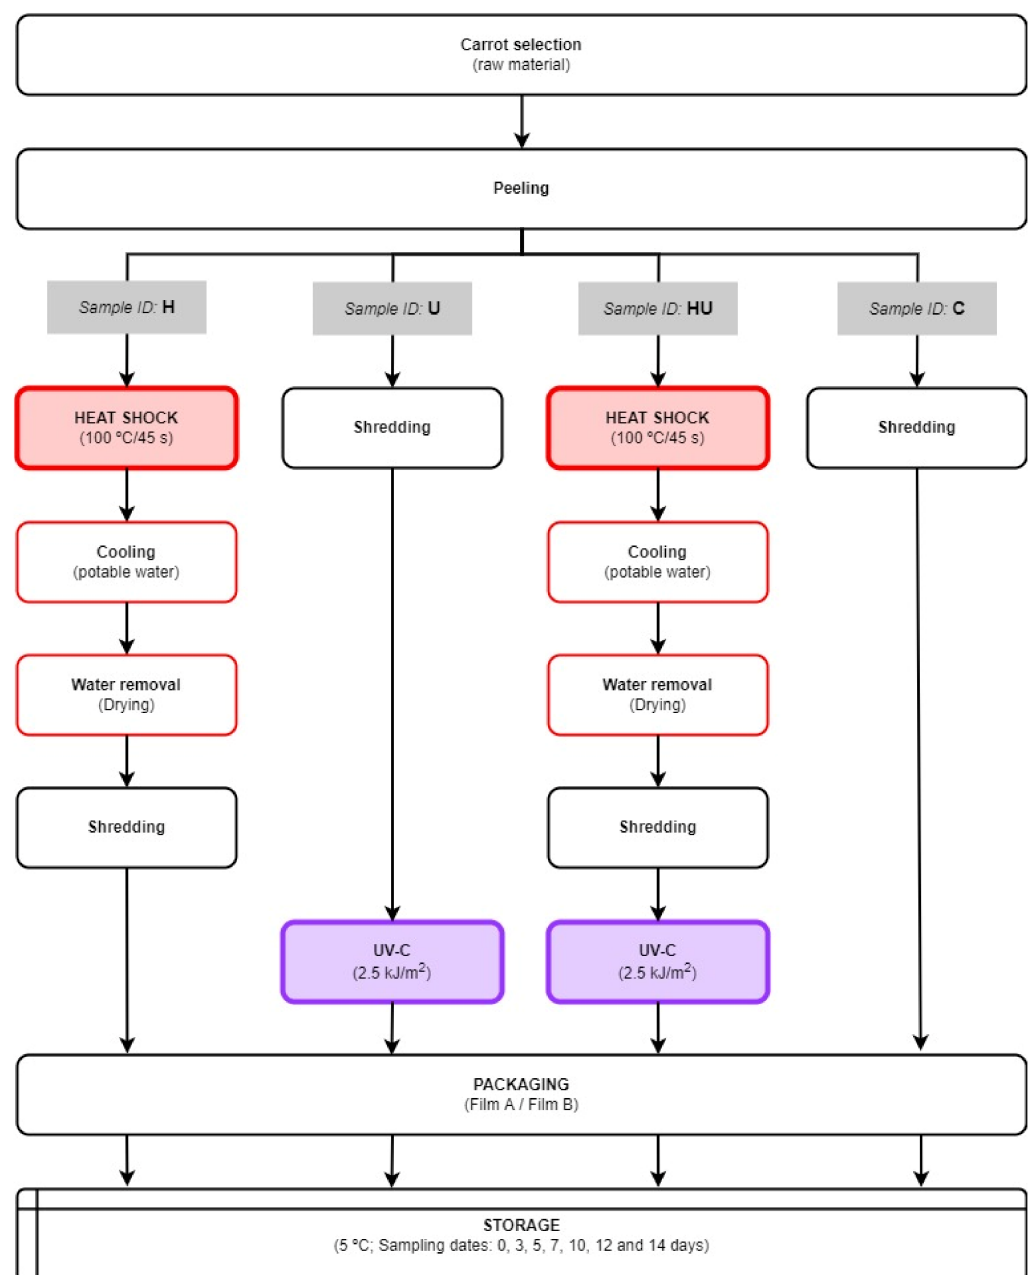 Carrot selection
(raw material)
Peeling
Sample ID: H
Sample ID: U
Sample ID: HU
Sample ID: C
HEAT SHOCK
(100 ºC/45 s)
Shredding
HEAT SHOCK
(100 ºC/45 s)
Shredding
Cooling
(potable water)
Cooling
(potable water)
Water removal
(Drying)
Water removal
(Drying)
Shredding
Shredding
UV-C
(2.5 kJ/m²)
UV-C
(2.5 kJ/m²)
PACKAGING
(Film A / Film B)
STORAGE
(5 ºC; Sampling dates: 0, 3, 5, 7, 10, 12 and 14 days)